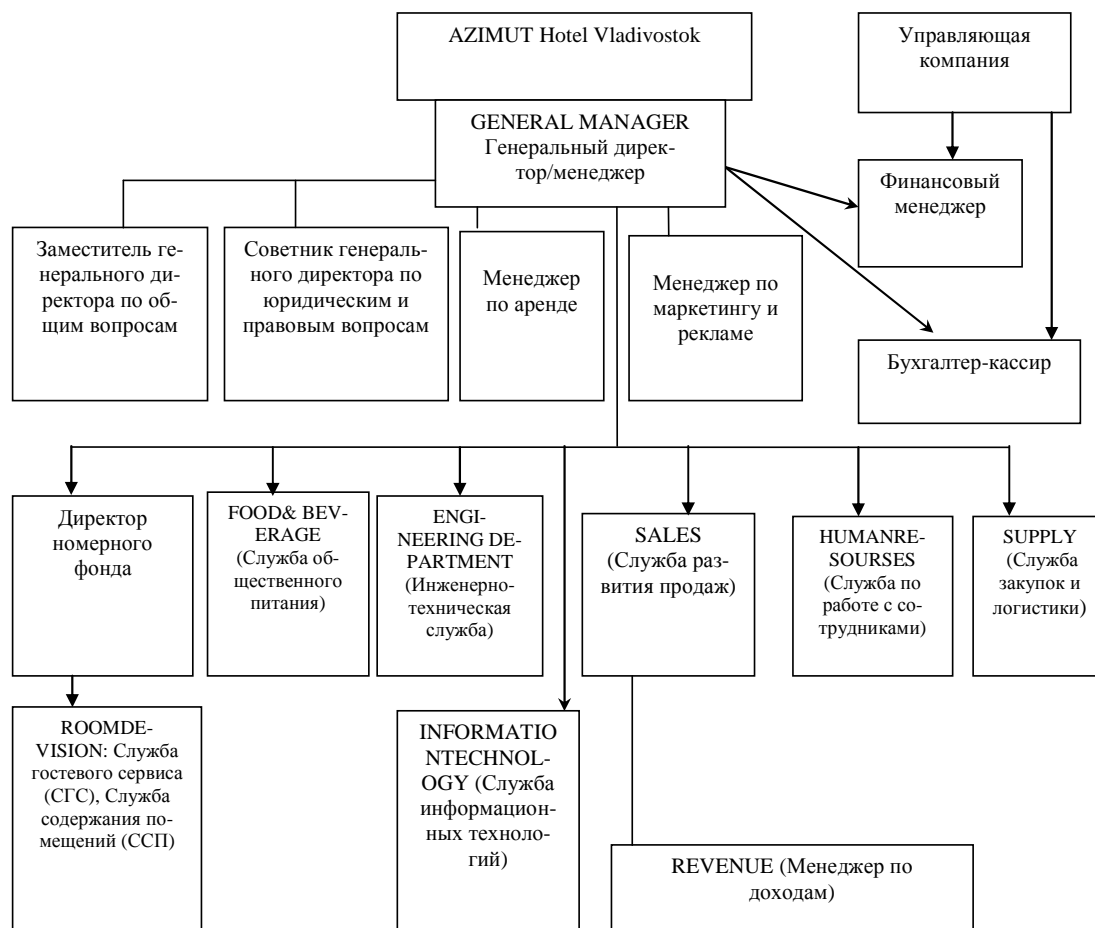 AZIMUT Hotel Vladivostok
Управляющая
компания
GENERAL MANAGER
Генеральный дирек-
тор/менеджер
Финансовый
менеджер
Заместитель ге-
нерального ди-
ректора по об-
щим вопросам
Советник генераль-
ного директора по
юридическим и
правовым вопросам
Менеджер
по аренде
Менеджер по
маркетингу и
рекламе
Бухгалтер-кассир
Директор
номерного
фонда
FOOD& BEV-
ERAGE
(Служба об-
щественного
питания)
ENGI-
NEERING DE-
PARTMENT
(Инженерно-
техническая
служба)
SALES
(Служба раз-
вития продаж)
HUMANRE-
SOURSES
(Служба по
работе с со-
трудниками)
SUPPLY
(Служба
закупок и
логистики)
ROOMDE-
VISION: Служба
гостевого сервиса
(СГС), Служба
содержания по-
мещений (ССП)
INFORMATIO
NTECHNOL-
OGY (Служба
информацион-
ных техноло-
гий)
REVENUE (Менеджер по
доходам)